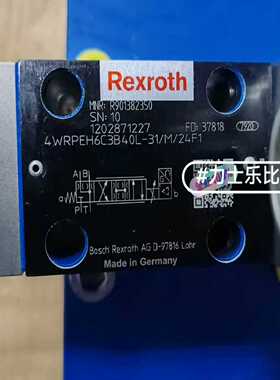 Rexroth
MNR: R901382350
SN: 10
1202871227 FD: 37818 7920
4WRPEH6C3B40L-31/M/24F1
A B
P T
Bosch Rexroth AG D-97816 Lohr
Made in Germany
#力士乐比